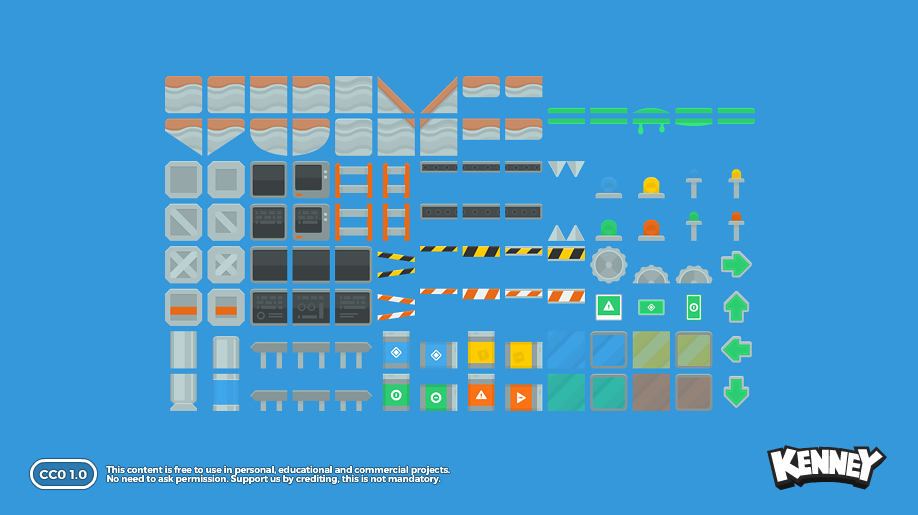 CC0 1.0
This content is free to use in personal, educational and commercial projects.
No need to ask permission. Support us by crediting, this is not mandatory.
KENNEY